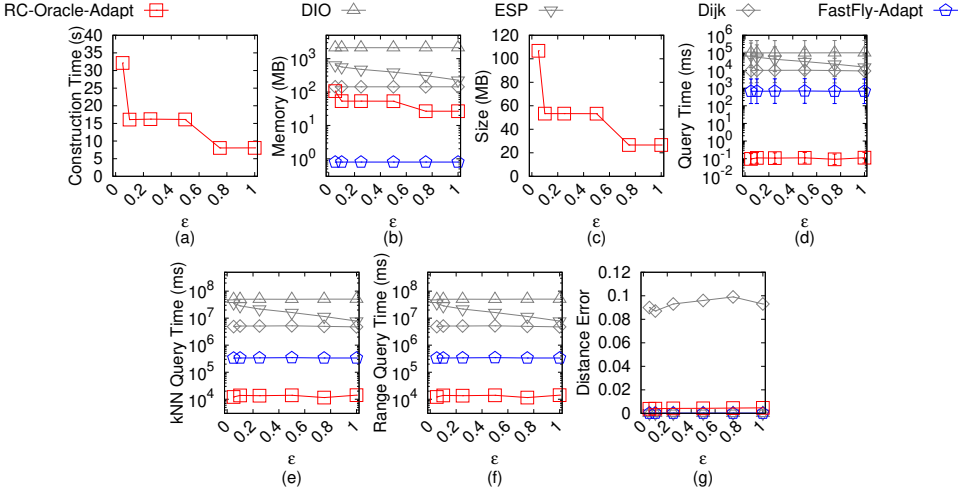 RC-Oracle-Adapt DIO ESP Dijk FastFly-Adapt
Construction Time (s)
40
35
30
25
20
15
10
5
0
0.2 0.4 0.6 0.8 1
ε
(a)
Memory (MB)
10^3
10^2
10^1
10^0
0.2 0.4 0.6 0.8 1
ε
(b)
Size (MB)
120
100
80
60
40
20
0
0.2 0.4 0.6 0.8 1
ε
(c)
Query Time (ms)
10^6
10^5
10^4
10^3
10^2
10^1
10^0
10^-1
10^-2
0.2 0.4 0.6 0.8 1
ε
(d)
kNN Query Time (ms)
10^8
10^7
10^6
10^5
10^4
0.2 0.4 0.6 0.8 1
ε
(e)
Range Query Time (ms)
10^8
10^7
10^6
10^5
10^4
0.2 0.4 0.6 0.8 1
ε
(f)
Distance Error
0.12
0.1
0.08
0.06
0.04
0.02
0
0.2 0.4 0.6 0.8 1
ε
(g)